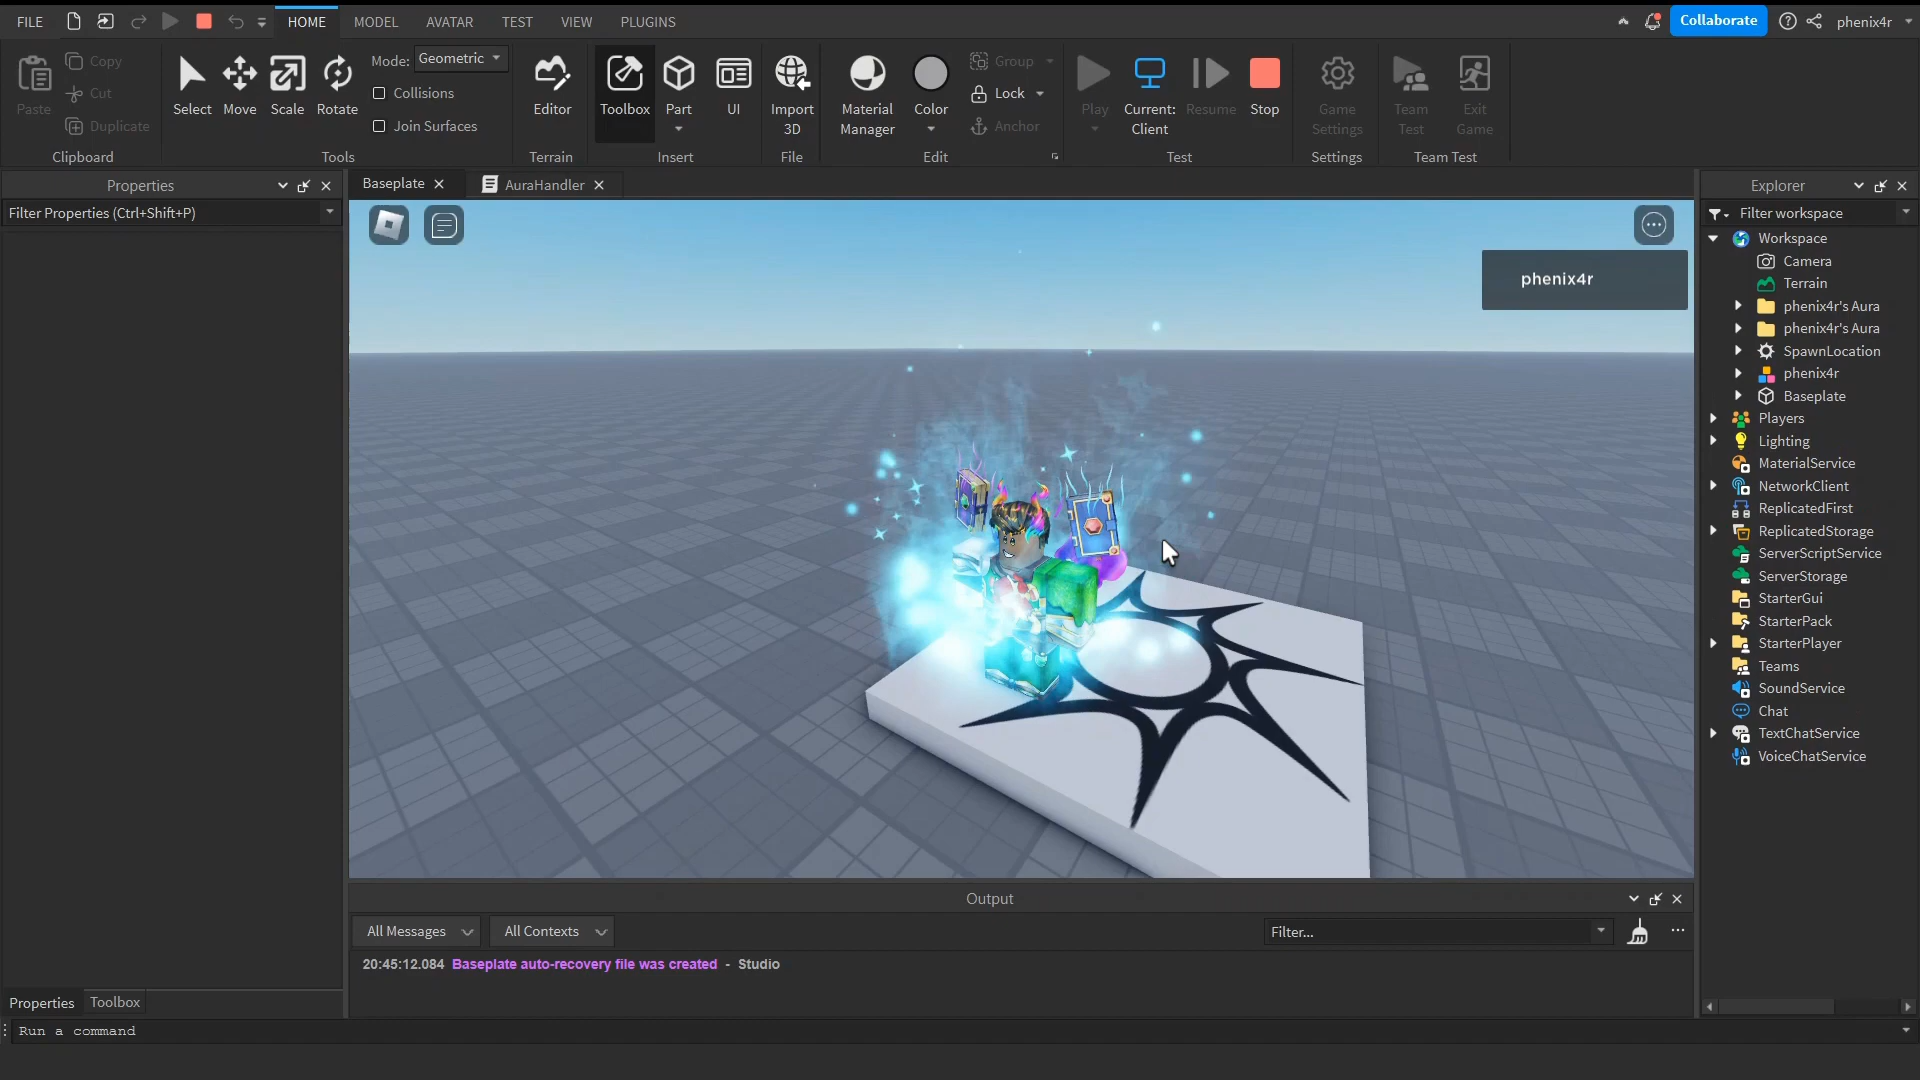 FILE HOME MODEL AVATAR TEST VIEW PLUGINS Collaborate phenix4r
Paste Copy Cut Duplicate Clipboard
Select Move Scale Rotate Mode: Geometric Collisions Join Surfaces Tools
Editor Terrain
Toolbox Part UI Insert
Import 3D File
Material Manager Color Group Lock Anchor Edit
Play Current: Client Resume Stop Test
Game Settings Settings
Team Test Exit Game Team Test
Properties
Filter Properties (Ctrl+Shift+P)
Baseplate AuraHandler
phenix4r
Explorer
Filter workspace
Workspace
Camera
Terrain
phenix4r's Aura
phenix4r's Aura
SpawnLocation
phenix4r
Baseplate
Players
Lighting
MaterialService
NetworkClient
ReplicatedFirst
ReplicatedStorage
ServerScriptService
ServerStorage
StarterGui
StarterPack
StarterPlayer
Teams
SoundService
Chat
TextChatService
VoiceChatService
Output
All Messages All Contexts Filter...
20:45:12.084 Baseplate auto-recovery file was created - Studio
Properties Toolbox
Run a command